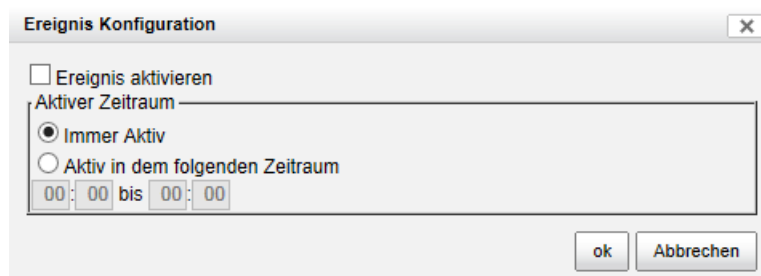 Ereignis Konfiguration
Ereignis aktivieren
Aktiver Zeitraum
Immer Aktiv
Aktiv in dem folgenden Zeitraum
00 : 00 bis 00 : 00
ok Abbrechen